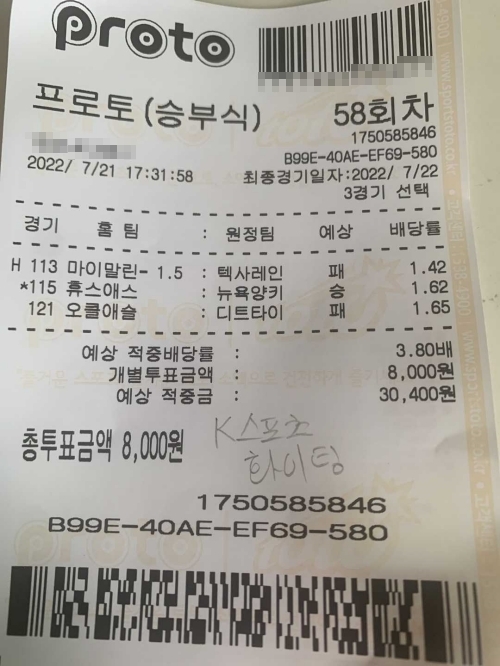 proto
프로토(승부식) 58회차
1750585846
B99E-40AE-EF69-580
2022/ 7/21 17:31:58 최종경기일자:2022/ 7/22
3경기 선택
경기 홈 팀 : 원정팀 예상 배당률
H 113 마이말린- 1.5 : 텍사레인 패 1.42
*115 휴스애스 : 뉴욕양키 승 1.62
121 오클애슬 : 디트타이 패 1.65
예상 적중배당률 : 3.80배
개별투표금액 : 8,000원
예상 적중금 : 30,400원
총투표금액 8,000원
K스포츠
화이팅
1750585846
B99E-40AE-EF69-580